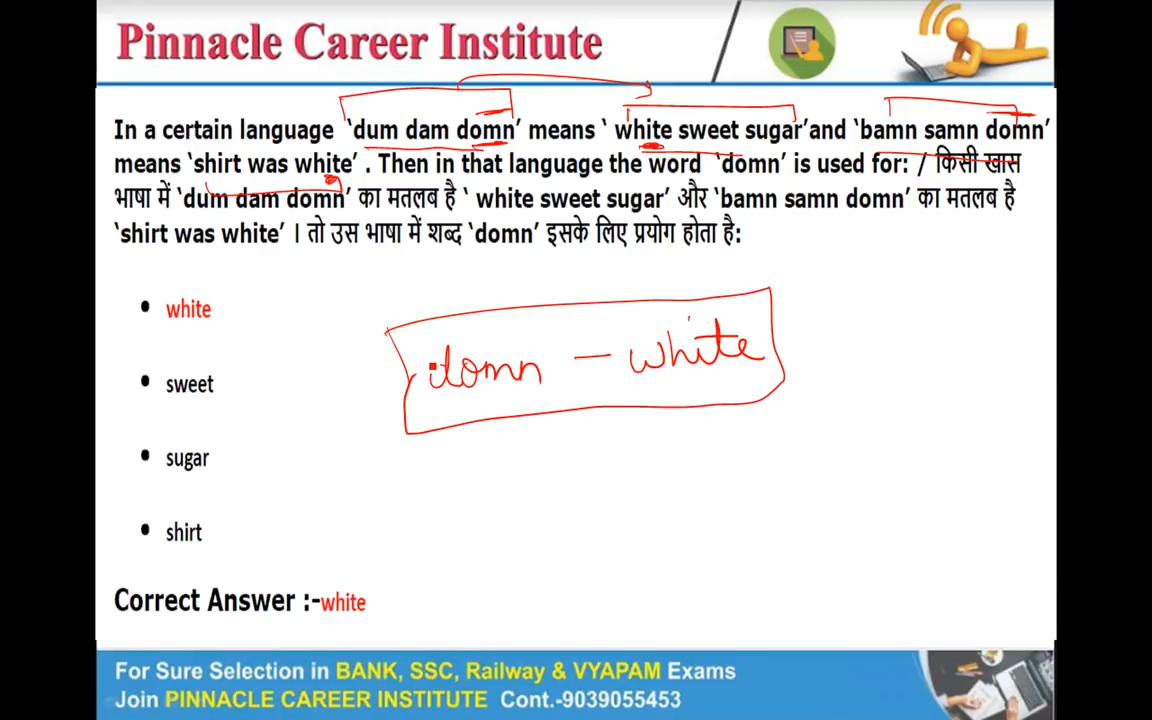 Pinnacle Career Institute
In a certain language ‘dum dam domn’ means ‘ white sweet sugar’and ‘bamn samn domn’
means ‘shirt was white’ . Then in that language the word ‘domn’ is used for: / किसी खास
भाषा में ‘dum dam domn’ का मतलब है ‘ white sweet sugar’ और ‘bamn samn domn’ का मतलब है
‘shirt was white’ । तो उस भाषा में शब्द ‘domn’ इसके लिए प्रयोग होता है:
• white
domn — white
• sweet
• sugar
• shirt
Correct Answer :-white
For Sure Selection in BANK, SSC, Railway & VYAPAM Exams
Join PINNACLE CAREER INSTITUTE Cont.-9039055453